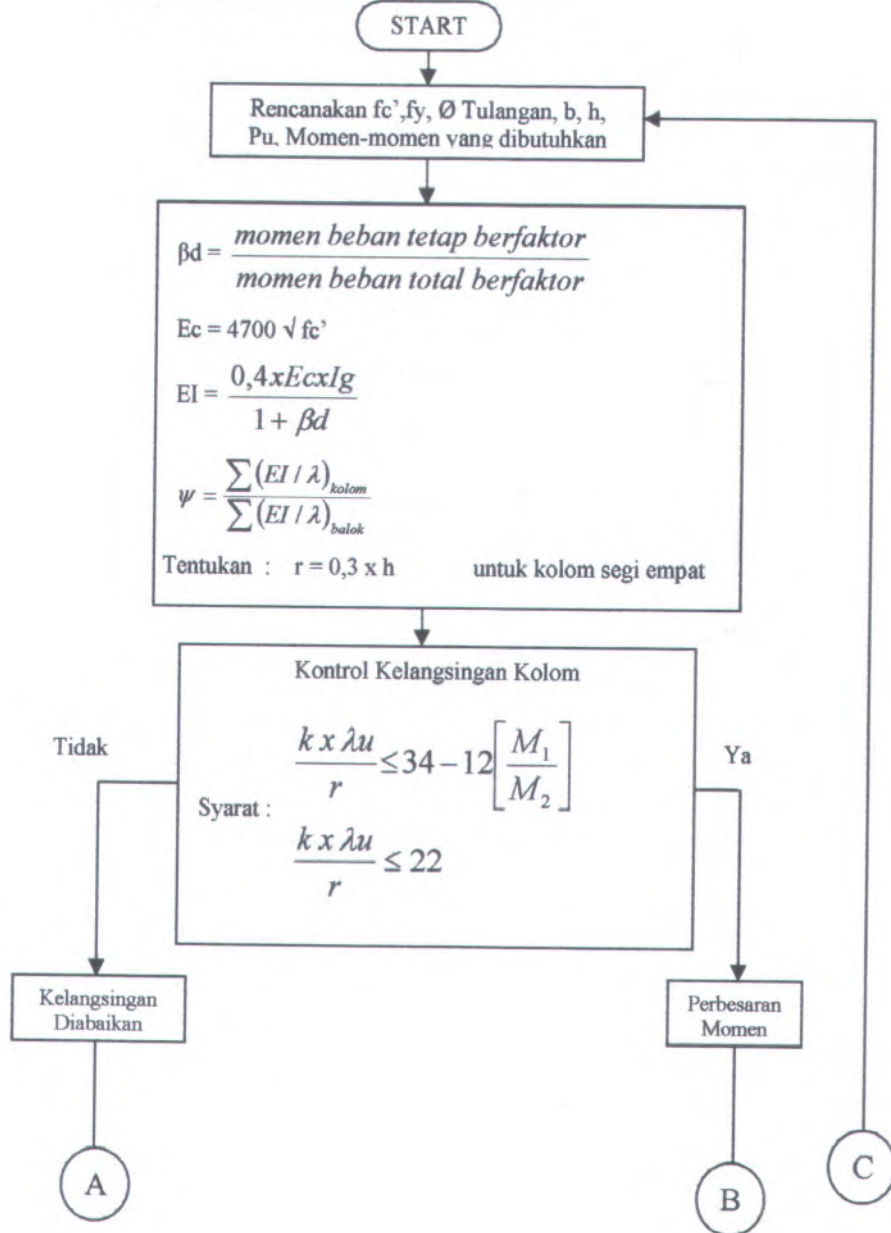 START
Rencanakan fc',fy, Ø Tulangan, b, h,
Pu, Momen-momen yang dibutuhkan
βd = momen beban tetap berfaktor / momen beban total berfaktor
Ec = 4700 √ fc'
EI = 0,4xEcxIg / 1 + βd
ψ = ∑(EI / λ)kolom / ∑(EI / λ)balok
Tentukan : r = 0,3 x h untuk kolom segi empat
Kontrol Kelangsingan Kolom
Tidak
Ya
Syarat :
k x λu / r ≤ 34 − 12[M₁ / M₂]
k x λu / r ≤ 22
Kelangsingan
Diabaikan
Perbesaran
Momen
A
B
C